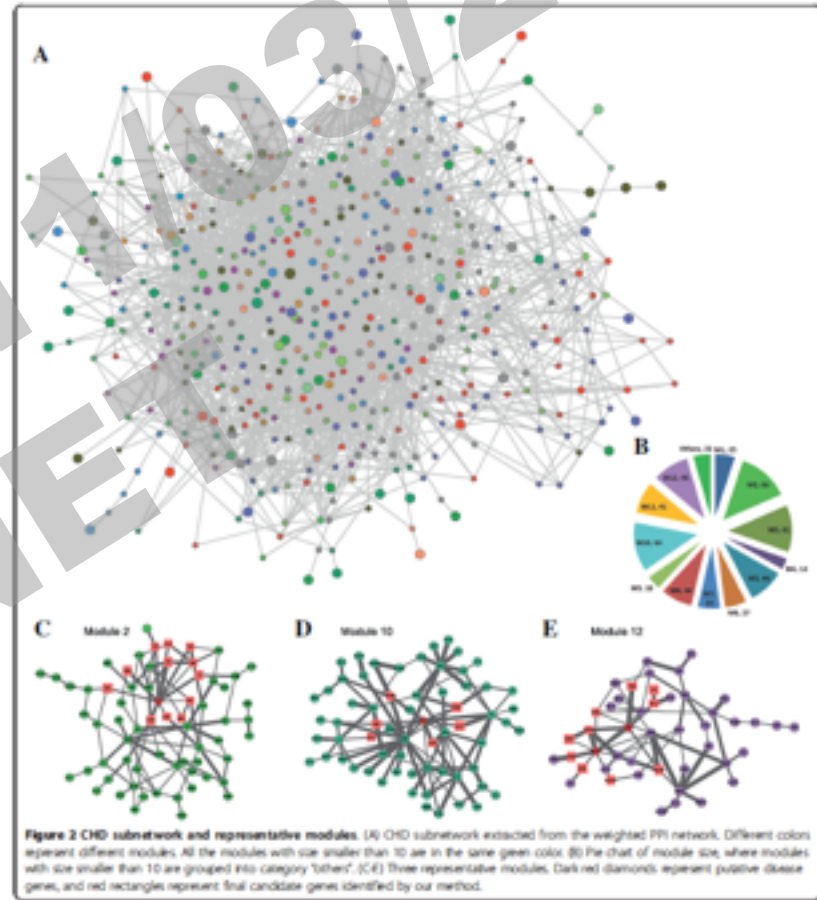 1/03/2
ET
A
B
C Module 2
D Module 10
E Module 12
Figure 2 CHD subnetwork and representative modules. (A) CHD subnetwork extracted from the weighted PPI network. Different colors
represent different modules. All the modules with size smaller than 10 are in the same green color. (B) Pie chart of module size, where modules
with size smaller than 10 are grouped into category "others". (C-E) Three representative modules. Dark red diamonds represent putative disease
genes, and red rectangles represent final candidate genes identified by our method.